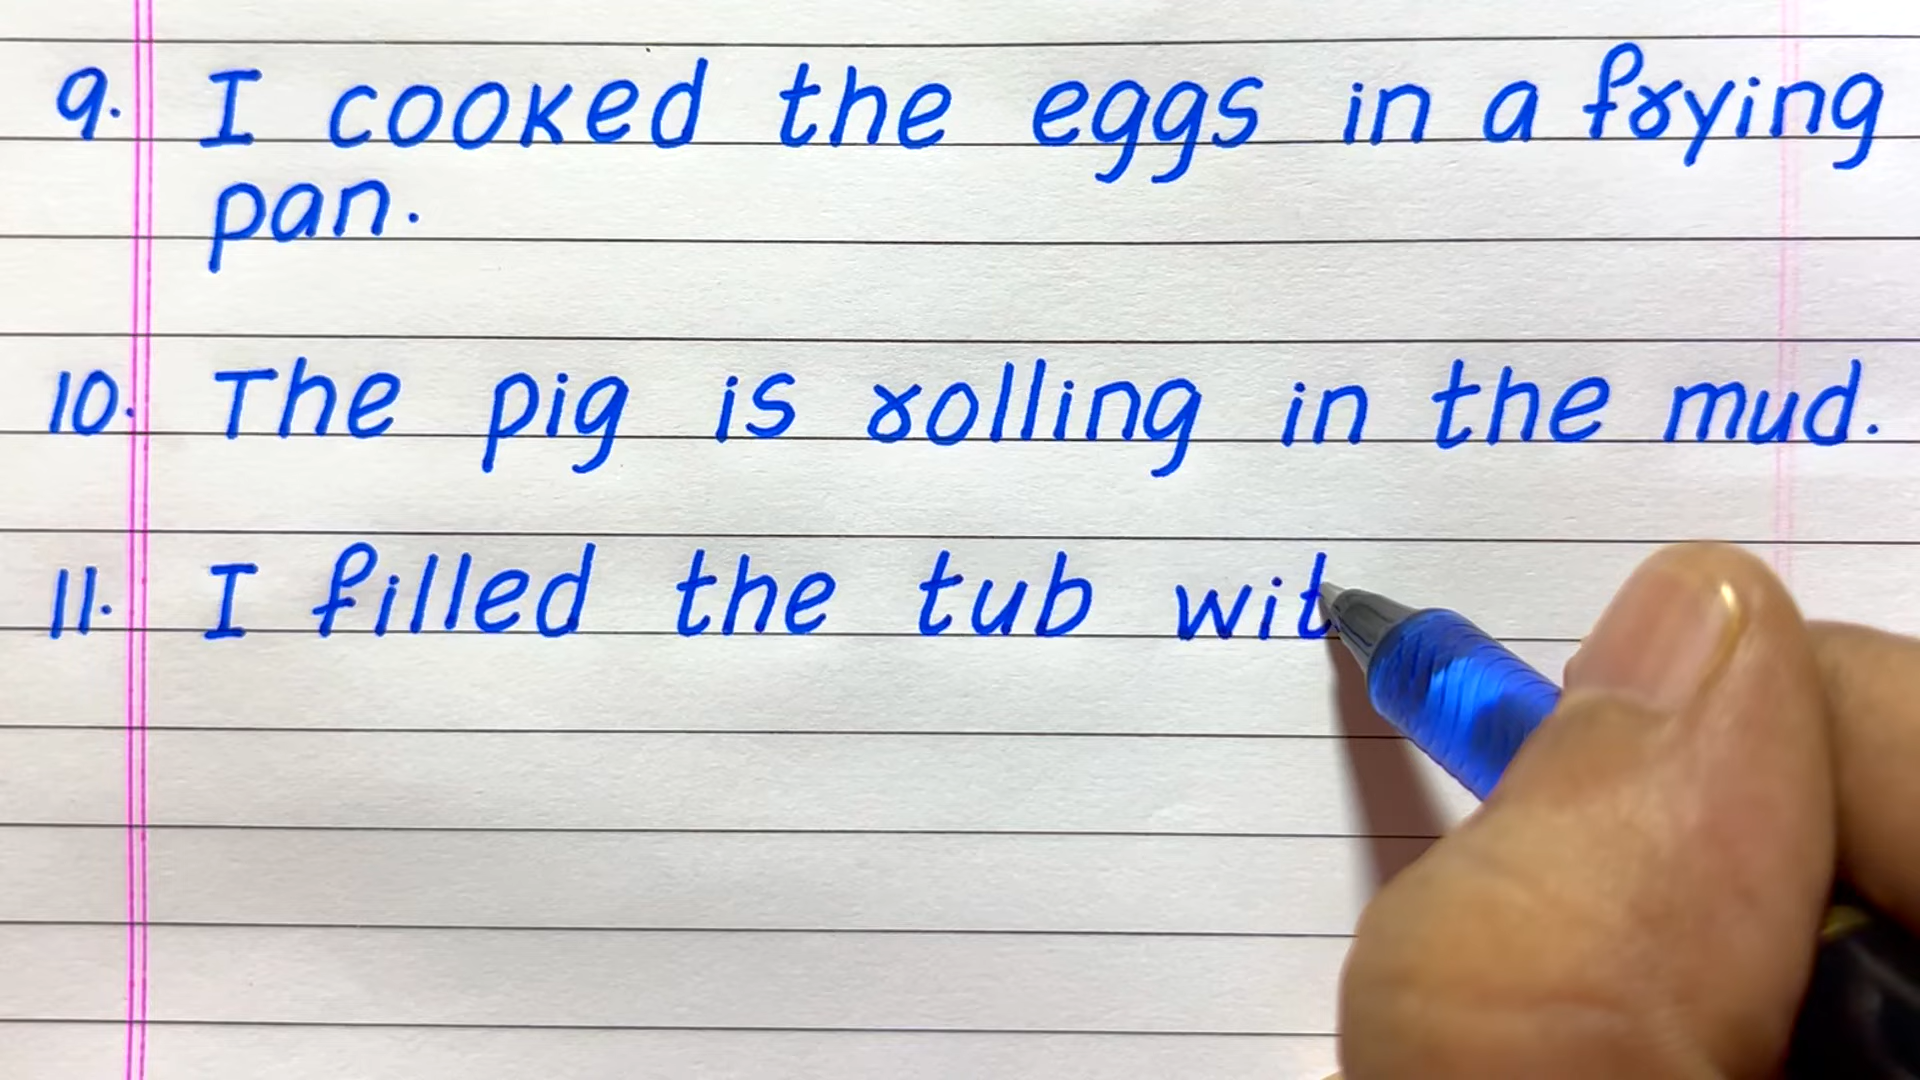 9. I cooked the eggs in a frying
pan.
10. The pig is rolling in the mud.
11. I filled the tub wit